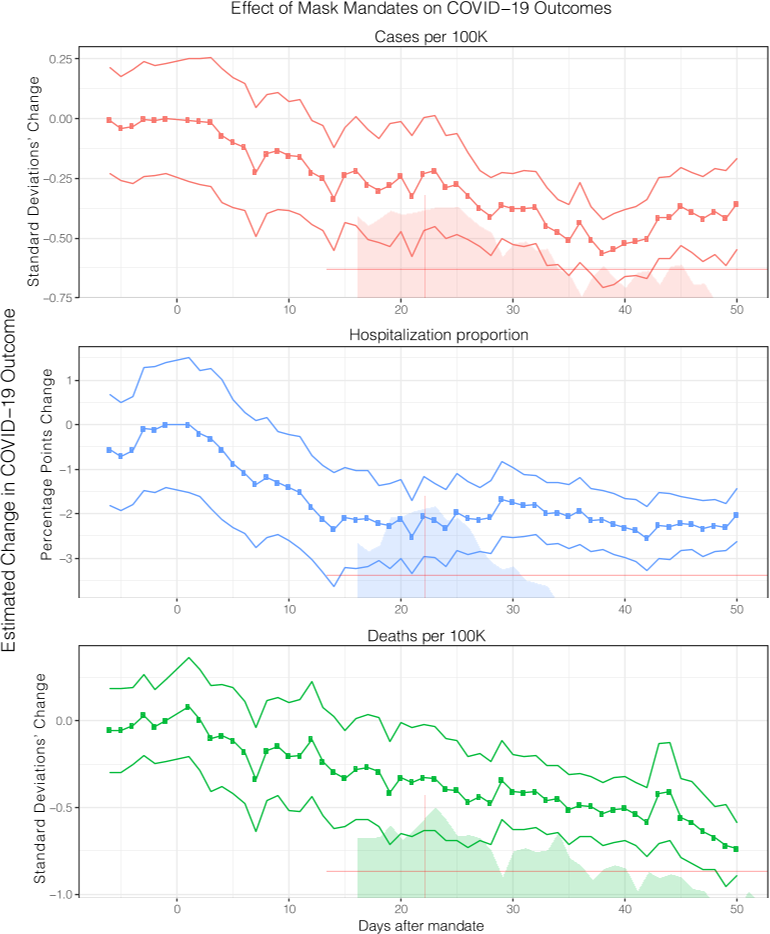 Effect of Mask Mandates on COVID−19 Outcomes
Cases per 100K
0.25
0.00
−0.25
−0.50
−0.75
0 10 20 30 40 50
Standard Deviations' Change
Hospitalization proportion
1
0
−1
−2
−3
0 10 20 30 40 50
Percentage Points Change
Estimated Change in COVID−19 Outcome
Deaths per 100K
0.0
−0.5
−1.0
0 10 20 30 40 50
Standard Deviations' Change
Days after mandate